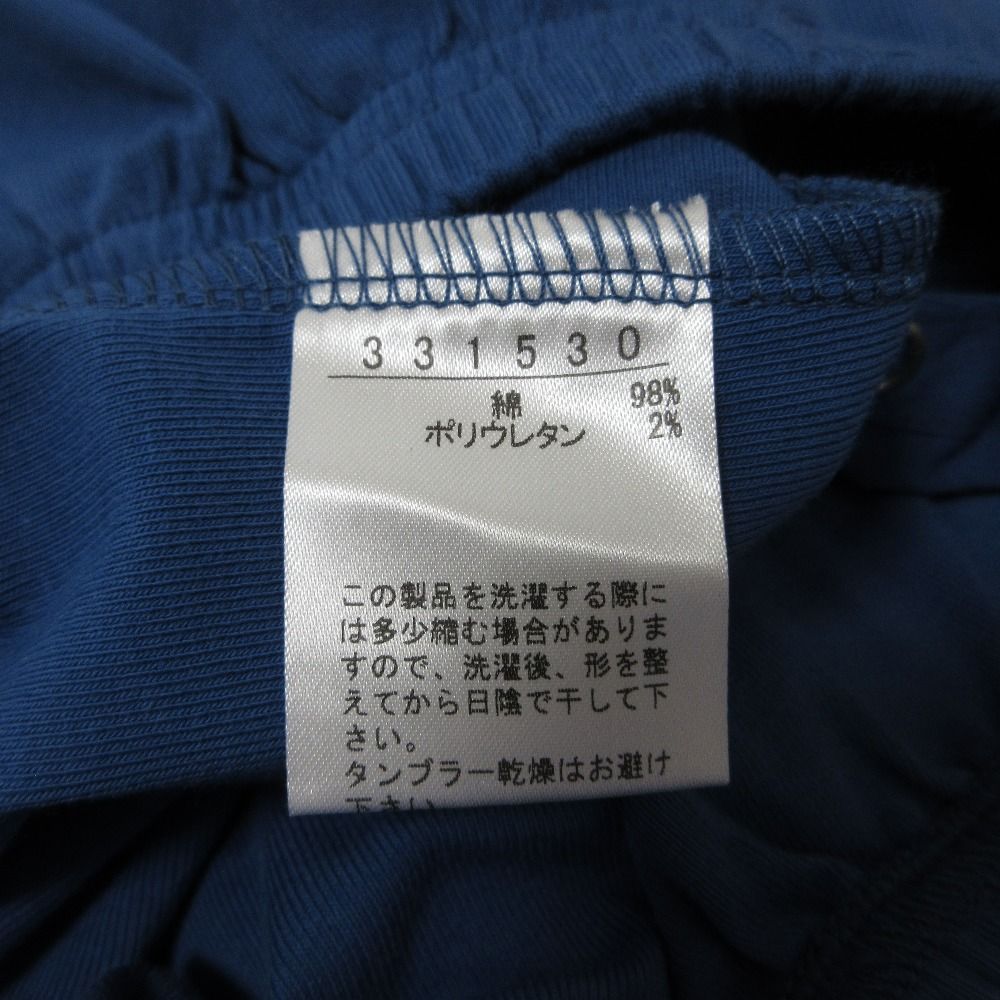 331530
綿 98%
ポリウレタン 2%
この製品を洗濯する際に
は多少縮む場合がありま
すので、洗濯後、形を整
えてから日陰で干して下
さい。
タンブラー乾燥はお避け
下さい